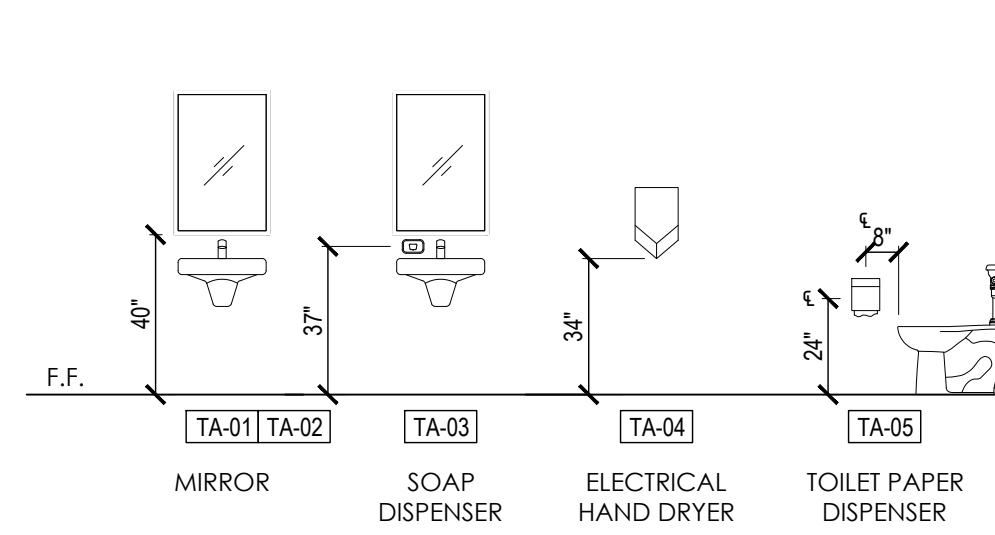 ℄
8"
℄
40"
37"
34"
24"
F.F.
TA-01 TA-02 TA-03 TA-04 TA-05
MIRROR
SOAP
DISPENSER
ELECTRICAL
HAND DRYER
TOILET PAPER
DISPENSER